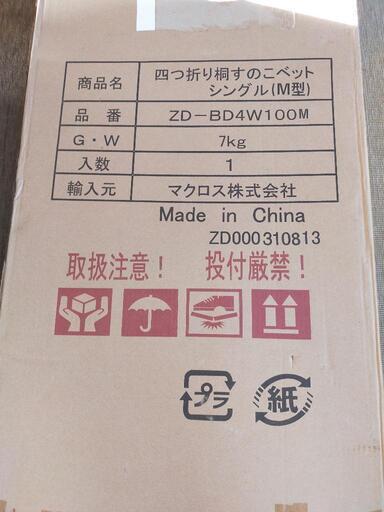 商品名 四つ折り桐すのこベット
シングル(M型)
品番 ZD-BD4W100M
G・W 7kg
入数 1
輸入元 マクロス株式会社
Made in China
ZD000310813
取扱注意! 投付厳禁!
プラ 紙